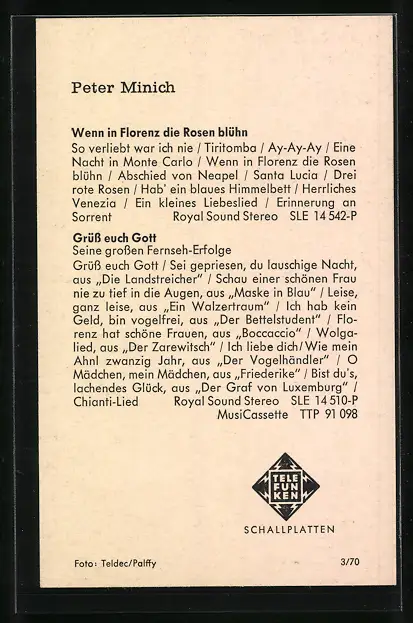 Peter Minich
Wenn in Florenz die Rosen blühn
So verliebt war ich nie / Tiritomba / Ay-Ay-Ay / Eine
Nacht in Monte Carlo / Wenn in Florenz die Rosen
blühn / Abschied von Neapel / Santa Lucia / Drei
rote Rosen / Hab' ein blaues Himmelbett / Herrliches
Venezia / Ein kleines Liebeslied / Erinnerung an
Sorrent Royal Sound Stereo SLE 14 542-P
Grüß euch Gott
Seine großen Fernseh-Erfolge
Grüß euch Gott / Sei gepriesen, du lauschige Nacht,
aus „Die Landstreicher" / Schau einer schönen Frau
nie zu tief in die Augen, aus „Maske in Blau" / Leise,
ganz leise, aus „Ein Walzertraum" / Ich hab kein
Geld, bin vogelfrei, aus „Der Bettelstudent" / Flo-
renz hat schöne Frauen, aus „Boccaccio" / Wolga-
lied, aus „Der Zarewitsch" / Ich liebe dich / Wie mein
Ahnl zwanzig Jahr, aus „Der Vogelhändler" / O
Mädchen, mein Mädchen, aus „Friederike" / Bist du's,
lachendes Glück, aus „Der Graf von Luxemburg" /
Chianti-Lied Royal Sound Stereo SLE 14 510-P
MusiCassette TTP 91 098
TELE
FUN
KEN
SCHALLPLATTEN
Foto: Teldec/Palffy 3/70